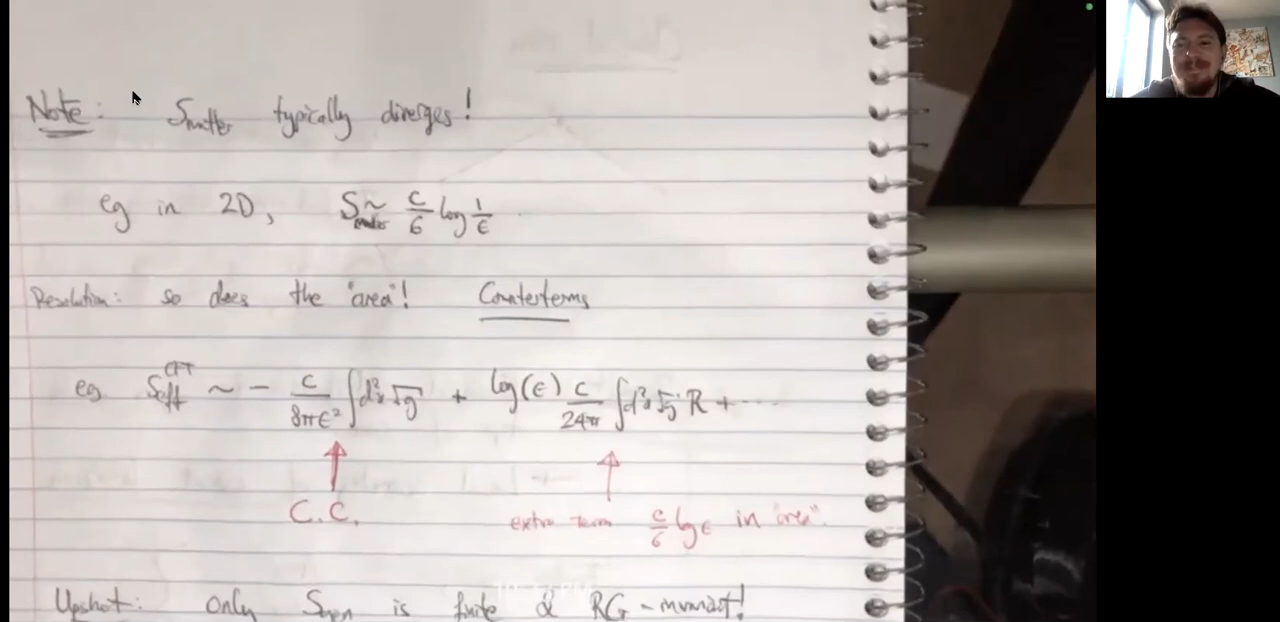 Note: S_matter typically diverges!
eg in 2D, S_matter ~ c/6 log 1/ε
Resolution: so does the "area"! Counterterms
eg S_eff^CFT ~ - c/8πε² ∫d²x√g + log(ε) c/24π ∫d²x√g R + ...
C.C.
extra term c/6 log ε in "area".
Upshot: only Sgen is finite & RG-invariant!